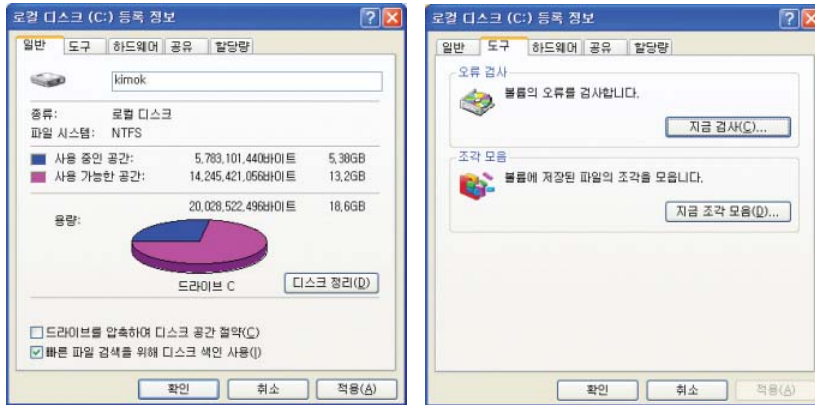 로컬 디스크 (C:) 등록 정보
일반 도구 하드웨어 공유 할당량
kimok
종류: 로컬 디스크
파일 시스템: NTFS
사용 중인 공간: 5,783,101,440바이트 5,38GB
사용 가능한 공간: 14,245,421,056바이트 13,2GB
용량: 20,028,522,496바이트 18,6GB
드라이브 C
디스크 정리(D)
드라이브를 압축하여 디스크 공간 절약(C)
빠른 파일 검색을 위해 디스크 색인 사용(I)
확인 취소 적용(A)
로컬 디스크 (C:) 등록 정보
일반 도구 하드웨어 공유 할당량
오류 검사
볼륨의 오류를 검사합니다.
지금 검사(C)...
조각 모음
볼륨에 저장된 파일의 조각을 모읍니다.
지금 조각 모음(D)...
확인 취소 적용(A)